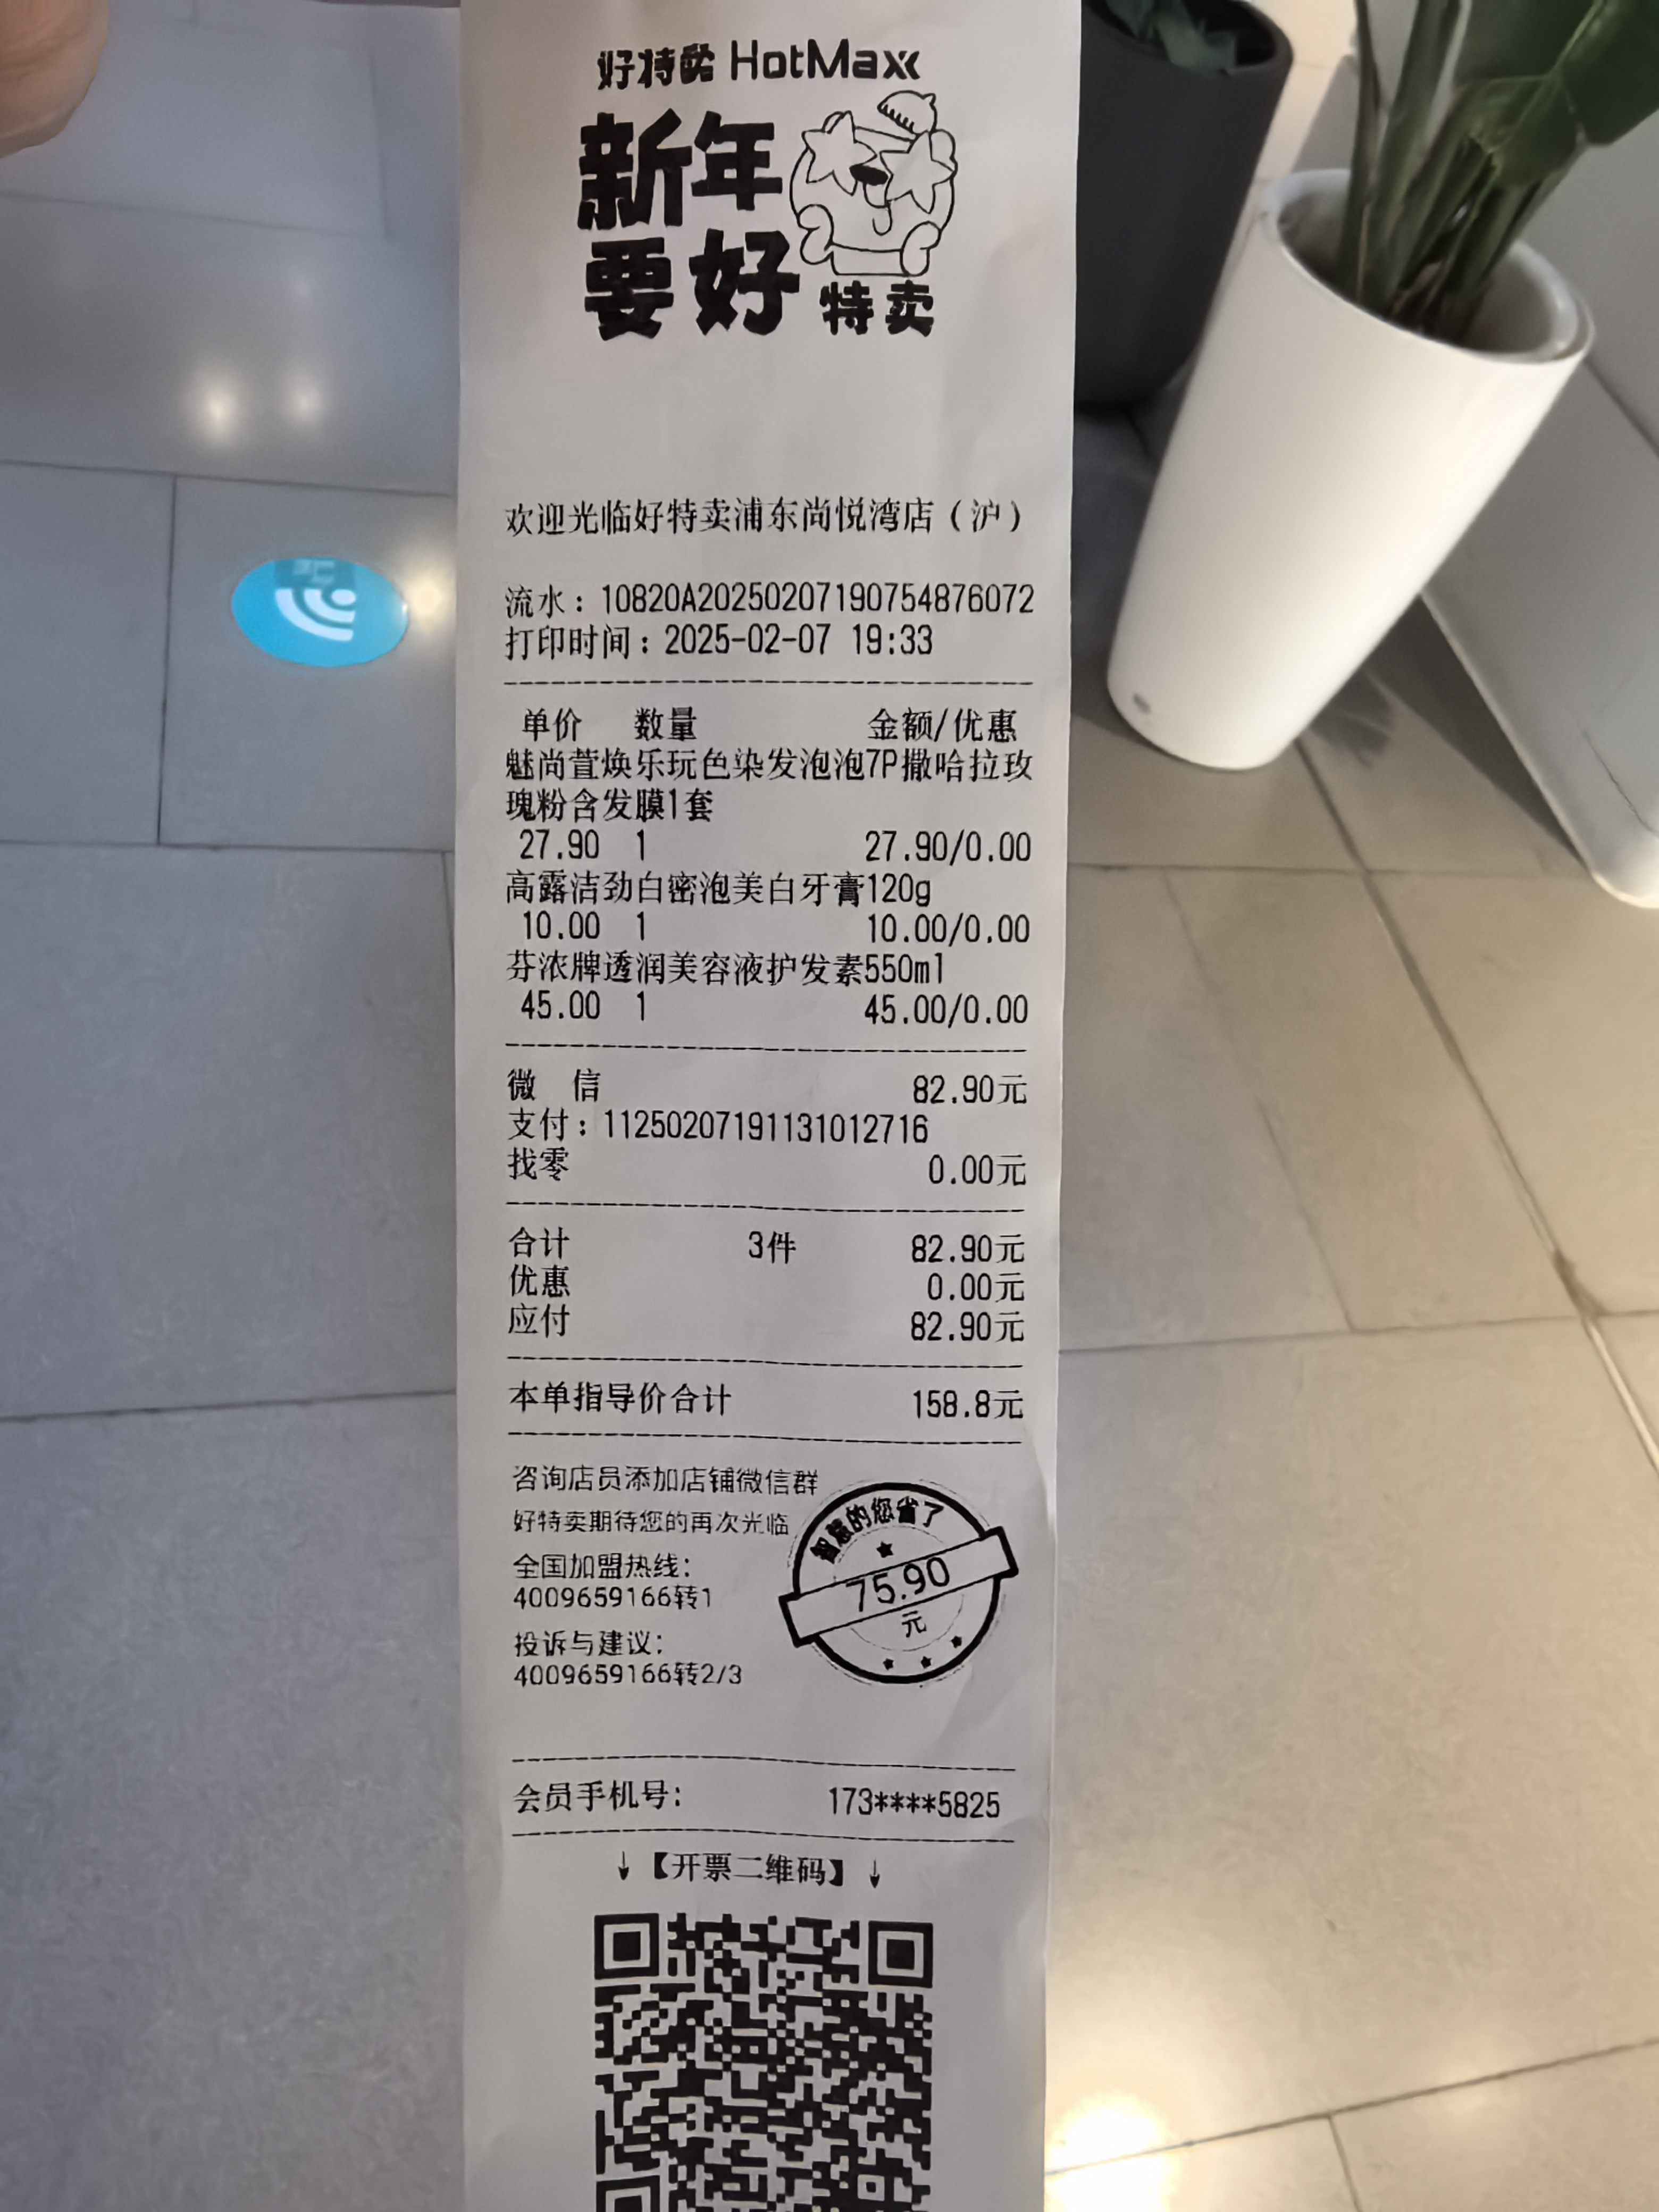 好特卖 HotMaxx
新年
要好
特卖
欢迎光临好特卖浦东尚悦湾店（沪）
流水：10820A20250207190754876072
打印时间：2025-02-07 19:33
单价 数量 金额/优惠
魅尚萱焕乐玩色染发泡泡7P撒哈拉玫
瑰粉含发膜1套
27.90 1 27.90/0.00
高露洁劲白密泡美白牙膏120g
10.00 1 10.00/0.00
芬浓牌透润美容液护发素550ml
45.00 1 45.00/0.00
微 信 82.90元
支付：11250207191131012716
找零 0.00元
合计 3件 82.90元
优惠 0.00元
应付 82.90元
本单指导价合计 158.8元
咨询店员添加店铺微信群
好特卖期待您的再次光临
全国加盟热线：
4009659166转1
投诉与建议：
4009659166转2/3
智慧的您省了
75.90
元
会员手机号： 173****5825
↓【开票二维码】↓